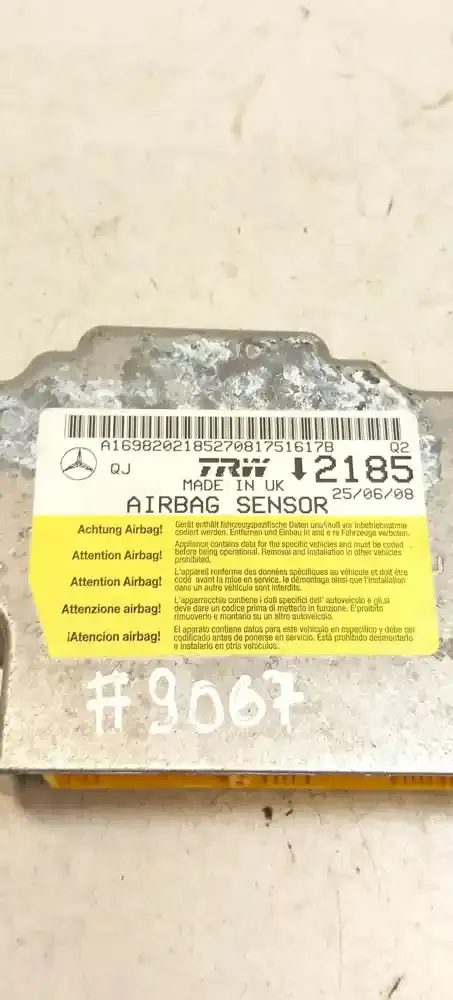 A1698202185270817516​17B Q2
QJ TRW ↓2185
MADE IN UK 25/06/08
AIRBAG SENSOR
Achtung Airbag! Gerät enthält fahrzeugspezifische Daten und muß vor Inbetriebnahme
codiert werden. Entfernen und Einbau in andere Fahrzeuge verboten.
Attention Airbag! Appliance contains data for the specific vehicles and must be coded
before being operational. Removal and installation in other vehicles
prohibited.
Attention Airbag! L'appareil renferme des données spécifiques au véhicule et doit être
codé avant la mise en service, le démontage ainsi que l'installation
dans un autre véhicule sont interdits.
Attenzione airbag! L'apparecchio contiene i dati specifici dell' autoveicolo e gli si
deve dare un codice prima di metterlo in funzione. E'proibito
rimuoverlo e montarlo su un altro autoveicolo.
¡Atencion airbag! El aparato contiene datos para este vehículo en específico y debe ser
codificado antes de ponerse en servicio. Está prohibido desmontarlo
e instalarlo en otros vehículos.
#9067